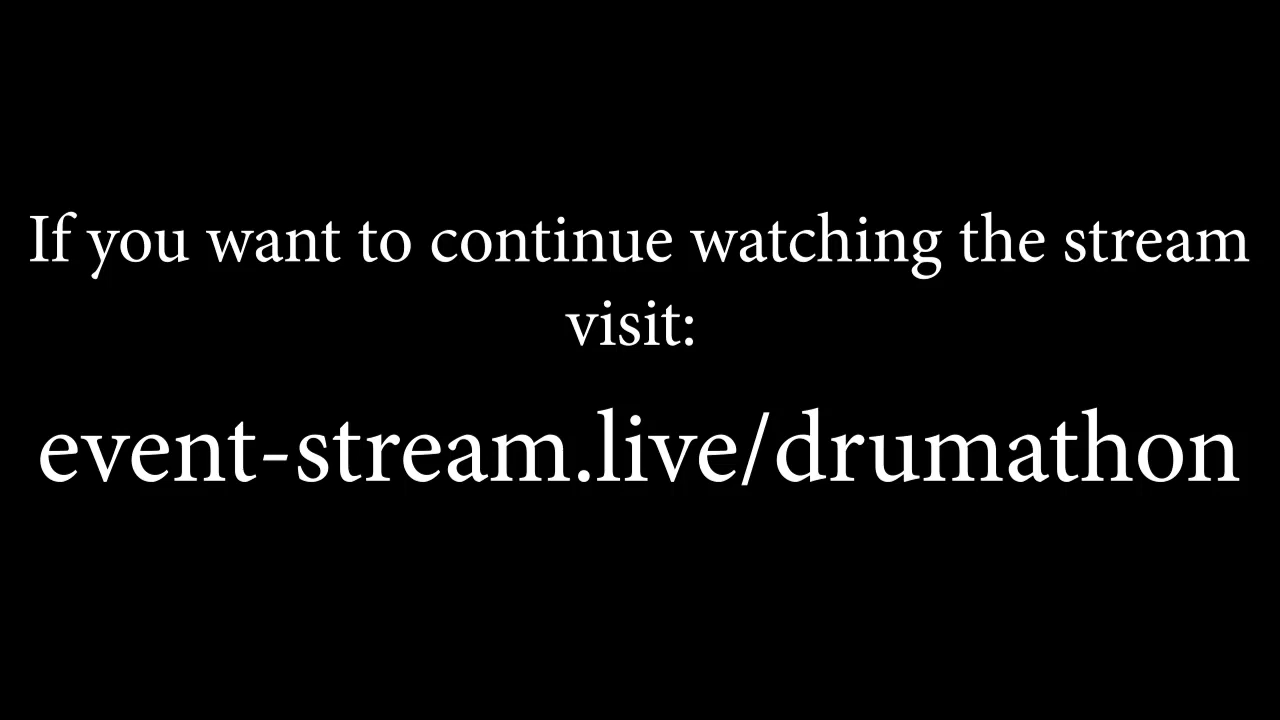 If you want to continue watching the stream
visit:
event-stream.live/drumathon